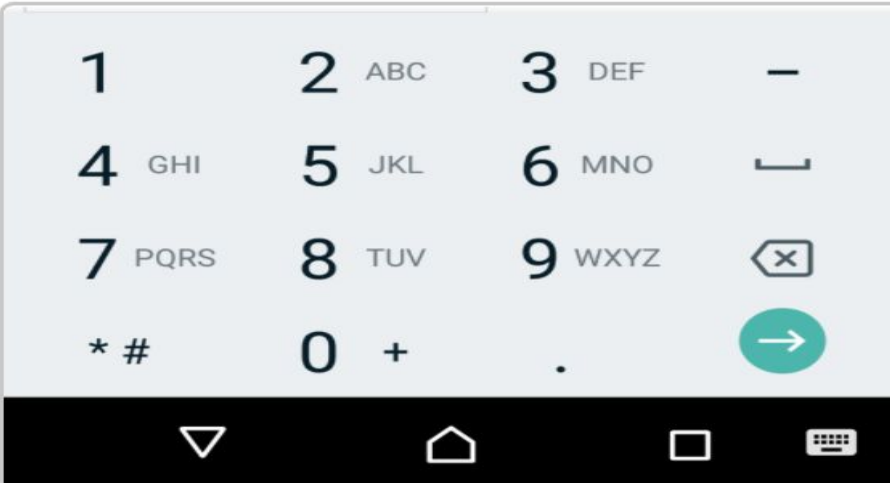 1 2 ABC 3 DEF –
4 GHI 5 JKL 6 MNO
7 PQRS 8 TUV 9 WXYZ
* # 0 + .